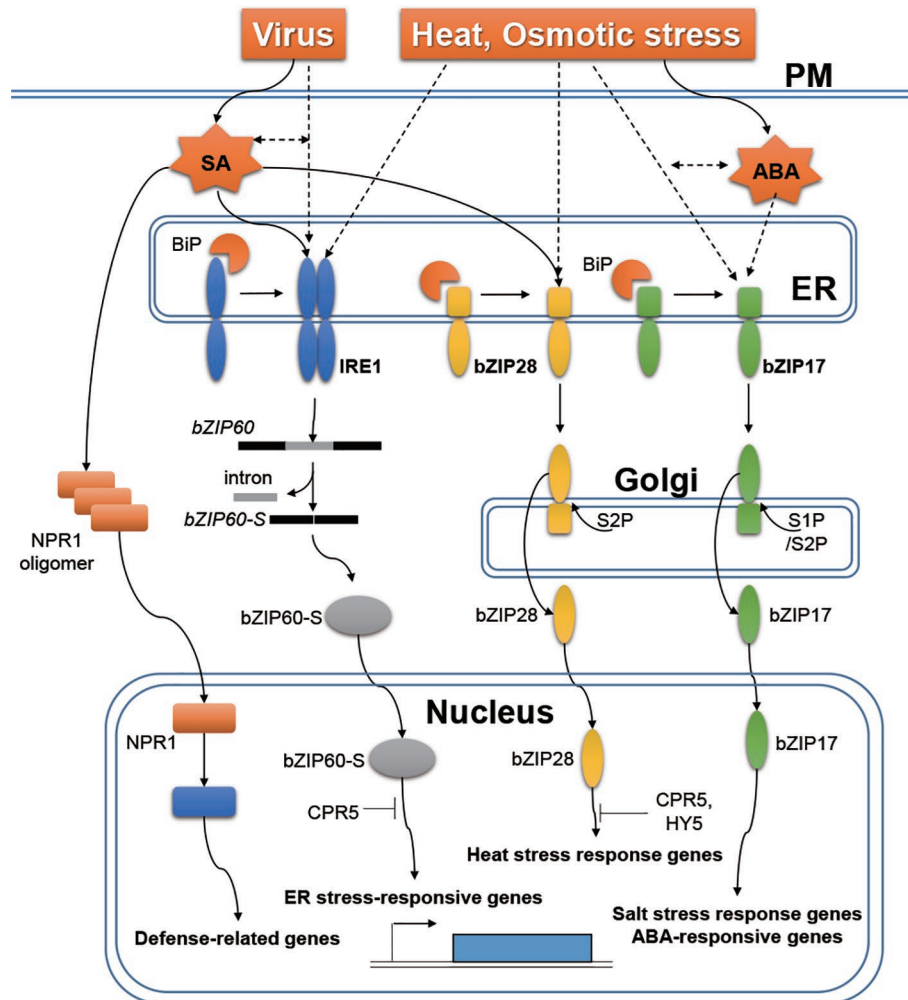 Virus
Heat, Osmotic stress
PM
SA
ABA
BiP
BiP
ER
IRE1
bZIP28
bZIP17
bZIP60
intron
bZIP60-S
Golgi
S2P
S1P
/S2P
NPR1
oligomer
bZIP60-S
bZIP28
bZIP17
Nucleus
NPR1
bZIP60-S
bZIP28
bZIP17
CPR5
CPR5,
HY5
Heat stress response genes
ER stress-responsive genes
Defense-related genes
Salt stress response genes
ABA-responsive genes